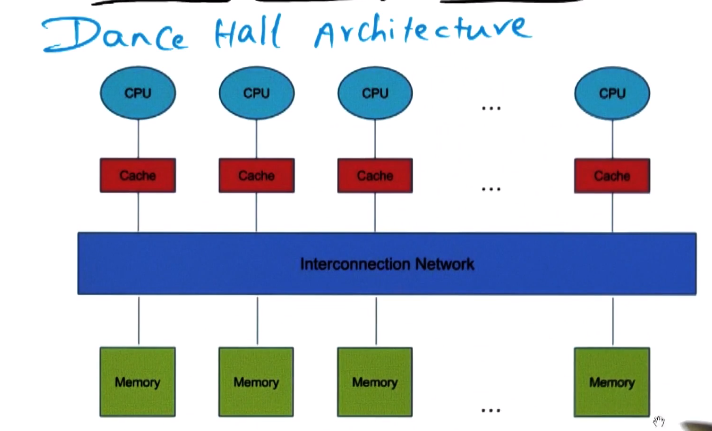 Dance Hall Architecture
CPU CPU CPU ... CPU
Cache Cache Cache ... Cache
Interconnection Network
Memory Memory Memory ... Memory